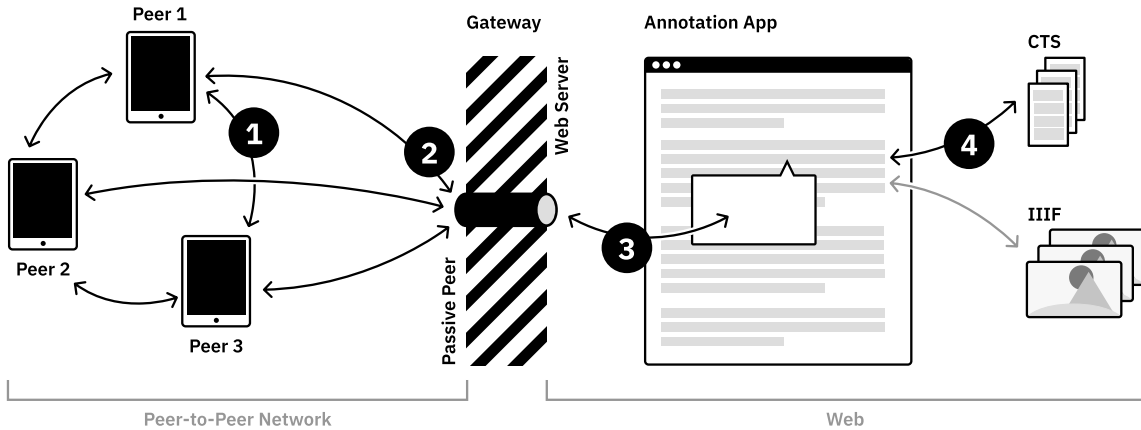 Peer 1
Gateway
Annotation App
CTS
Web Server
1
2
4
Peer 2
IIIF
3
Passive Peer
Peer 3
Peer-to-Peer Network
Web